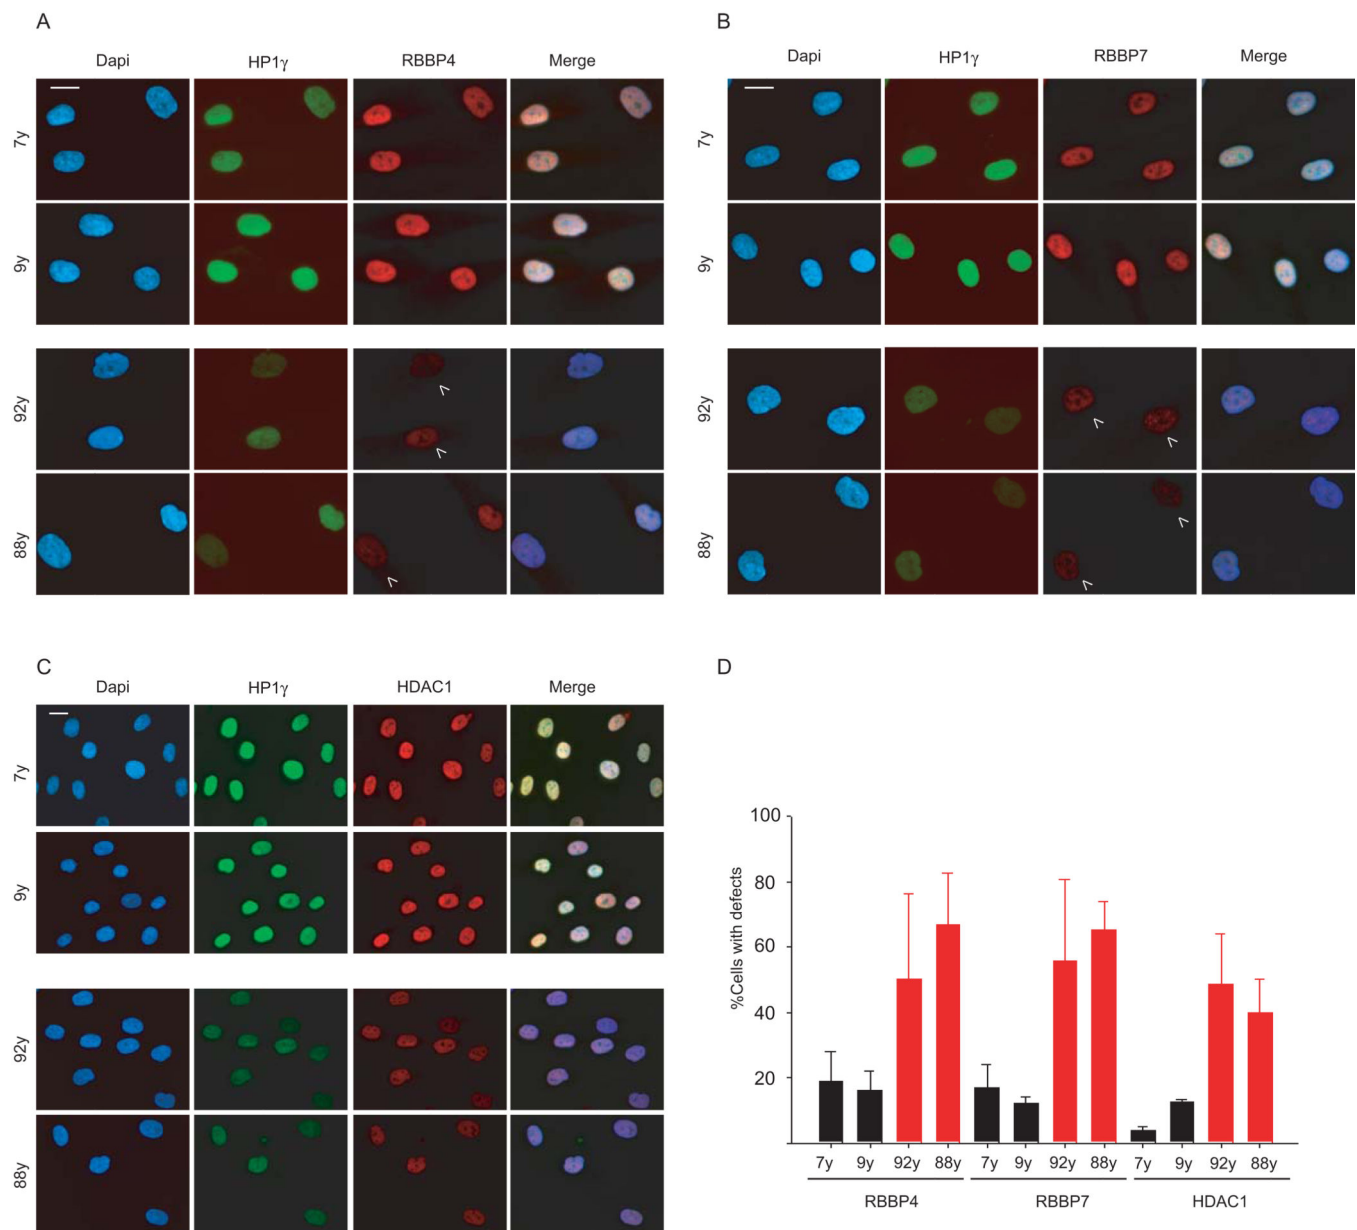 A
Dapi HP1γ RBBP4 Merge
7y
9y
92y
88y
B
Dapi HP1γ RBBP7 Merge
7y
9y
92y
88y
C
Dapi HP1γ HDAC1 Merge
7y
9y
92y
88y
D
%Cells with defects
100
80
60
40
20
7y 9y 92y 88y 7y 9y 92y 88y 7y 9y 92y 88y
RBBP4 RBBP7 HDAC1